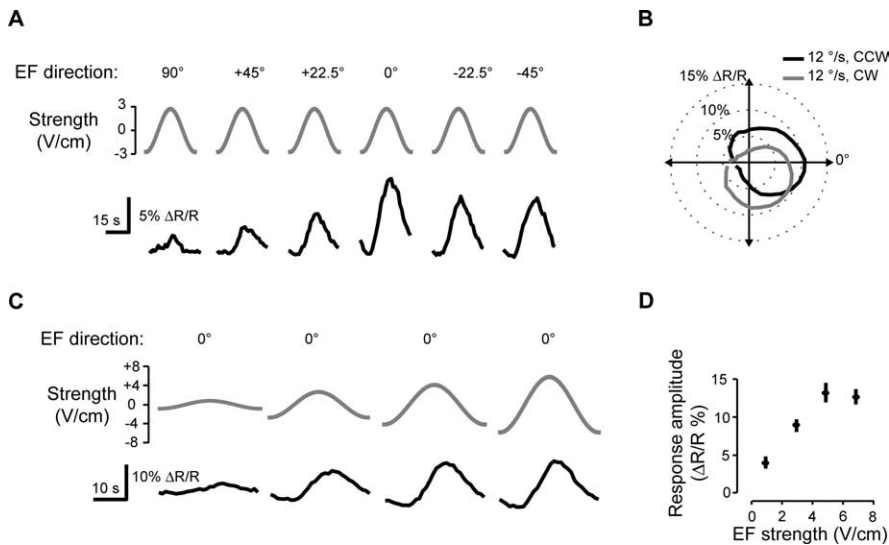 A
EF direction: 90° +45° +22.5° 0° -22.5° -45°
Strength (V/cm)
3
0
-3
15 s
5% ΔR/R
B
12 °/s, CCW
12 °/s, CW
15% ΔR/R
10%
5%
0°
C
EF direction: 0° 0° 0° 0°
Strength (V/cm)
+8
+4
0
-4
-8
10 s
10% ΔR/R
D
Response amplitude
(ΔR/R %)
15
10
5
0
0 2 4 6 8
EF strength (V/cm)